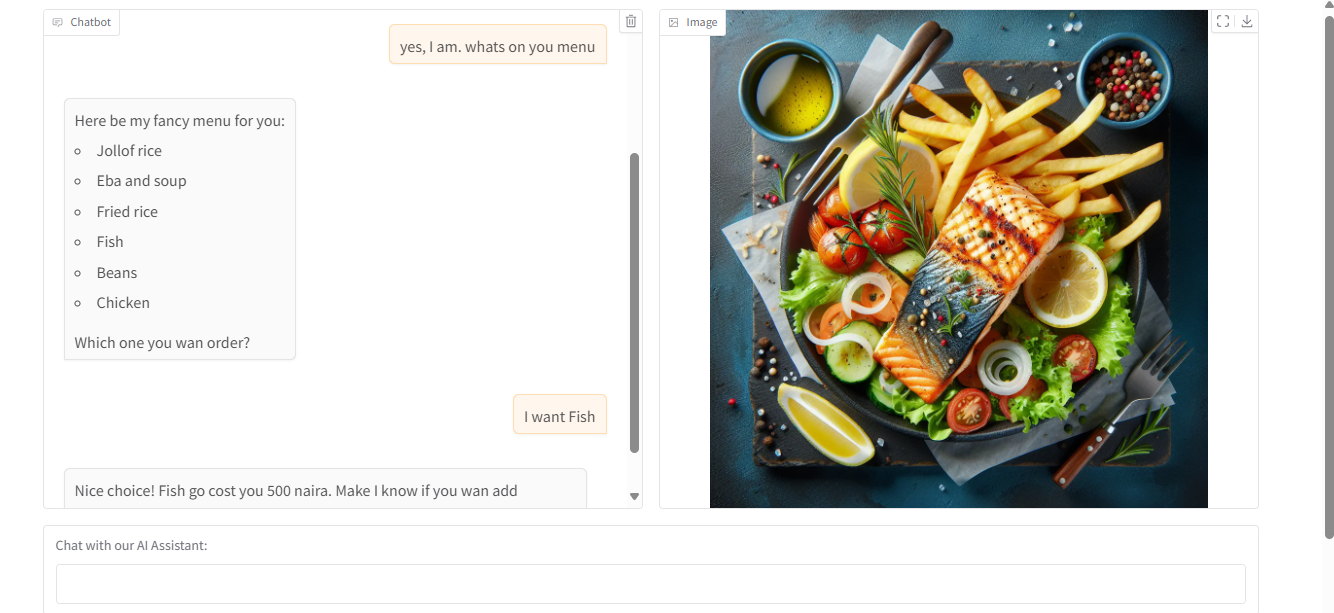 Chatbot
yes, I am. whats on you menu
Here be my fancy menu for you:
Jollof rice
Eba and soup
Fried rice
Fish
Beans
Chicken
Which one you wan order?
I want Fish
Nice choice! Fish go cost you 500 naira. Make I know if you wan add
Image
Chat with our AI Assistant: